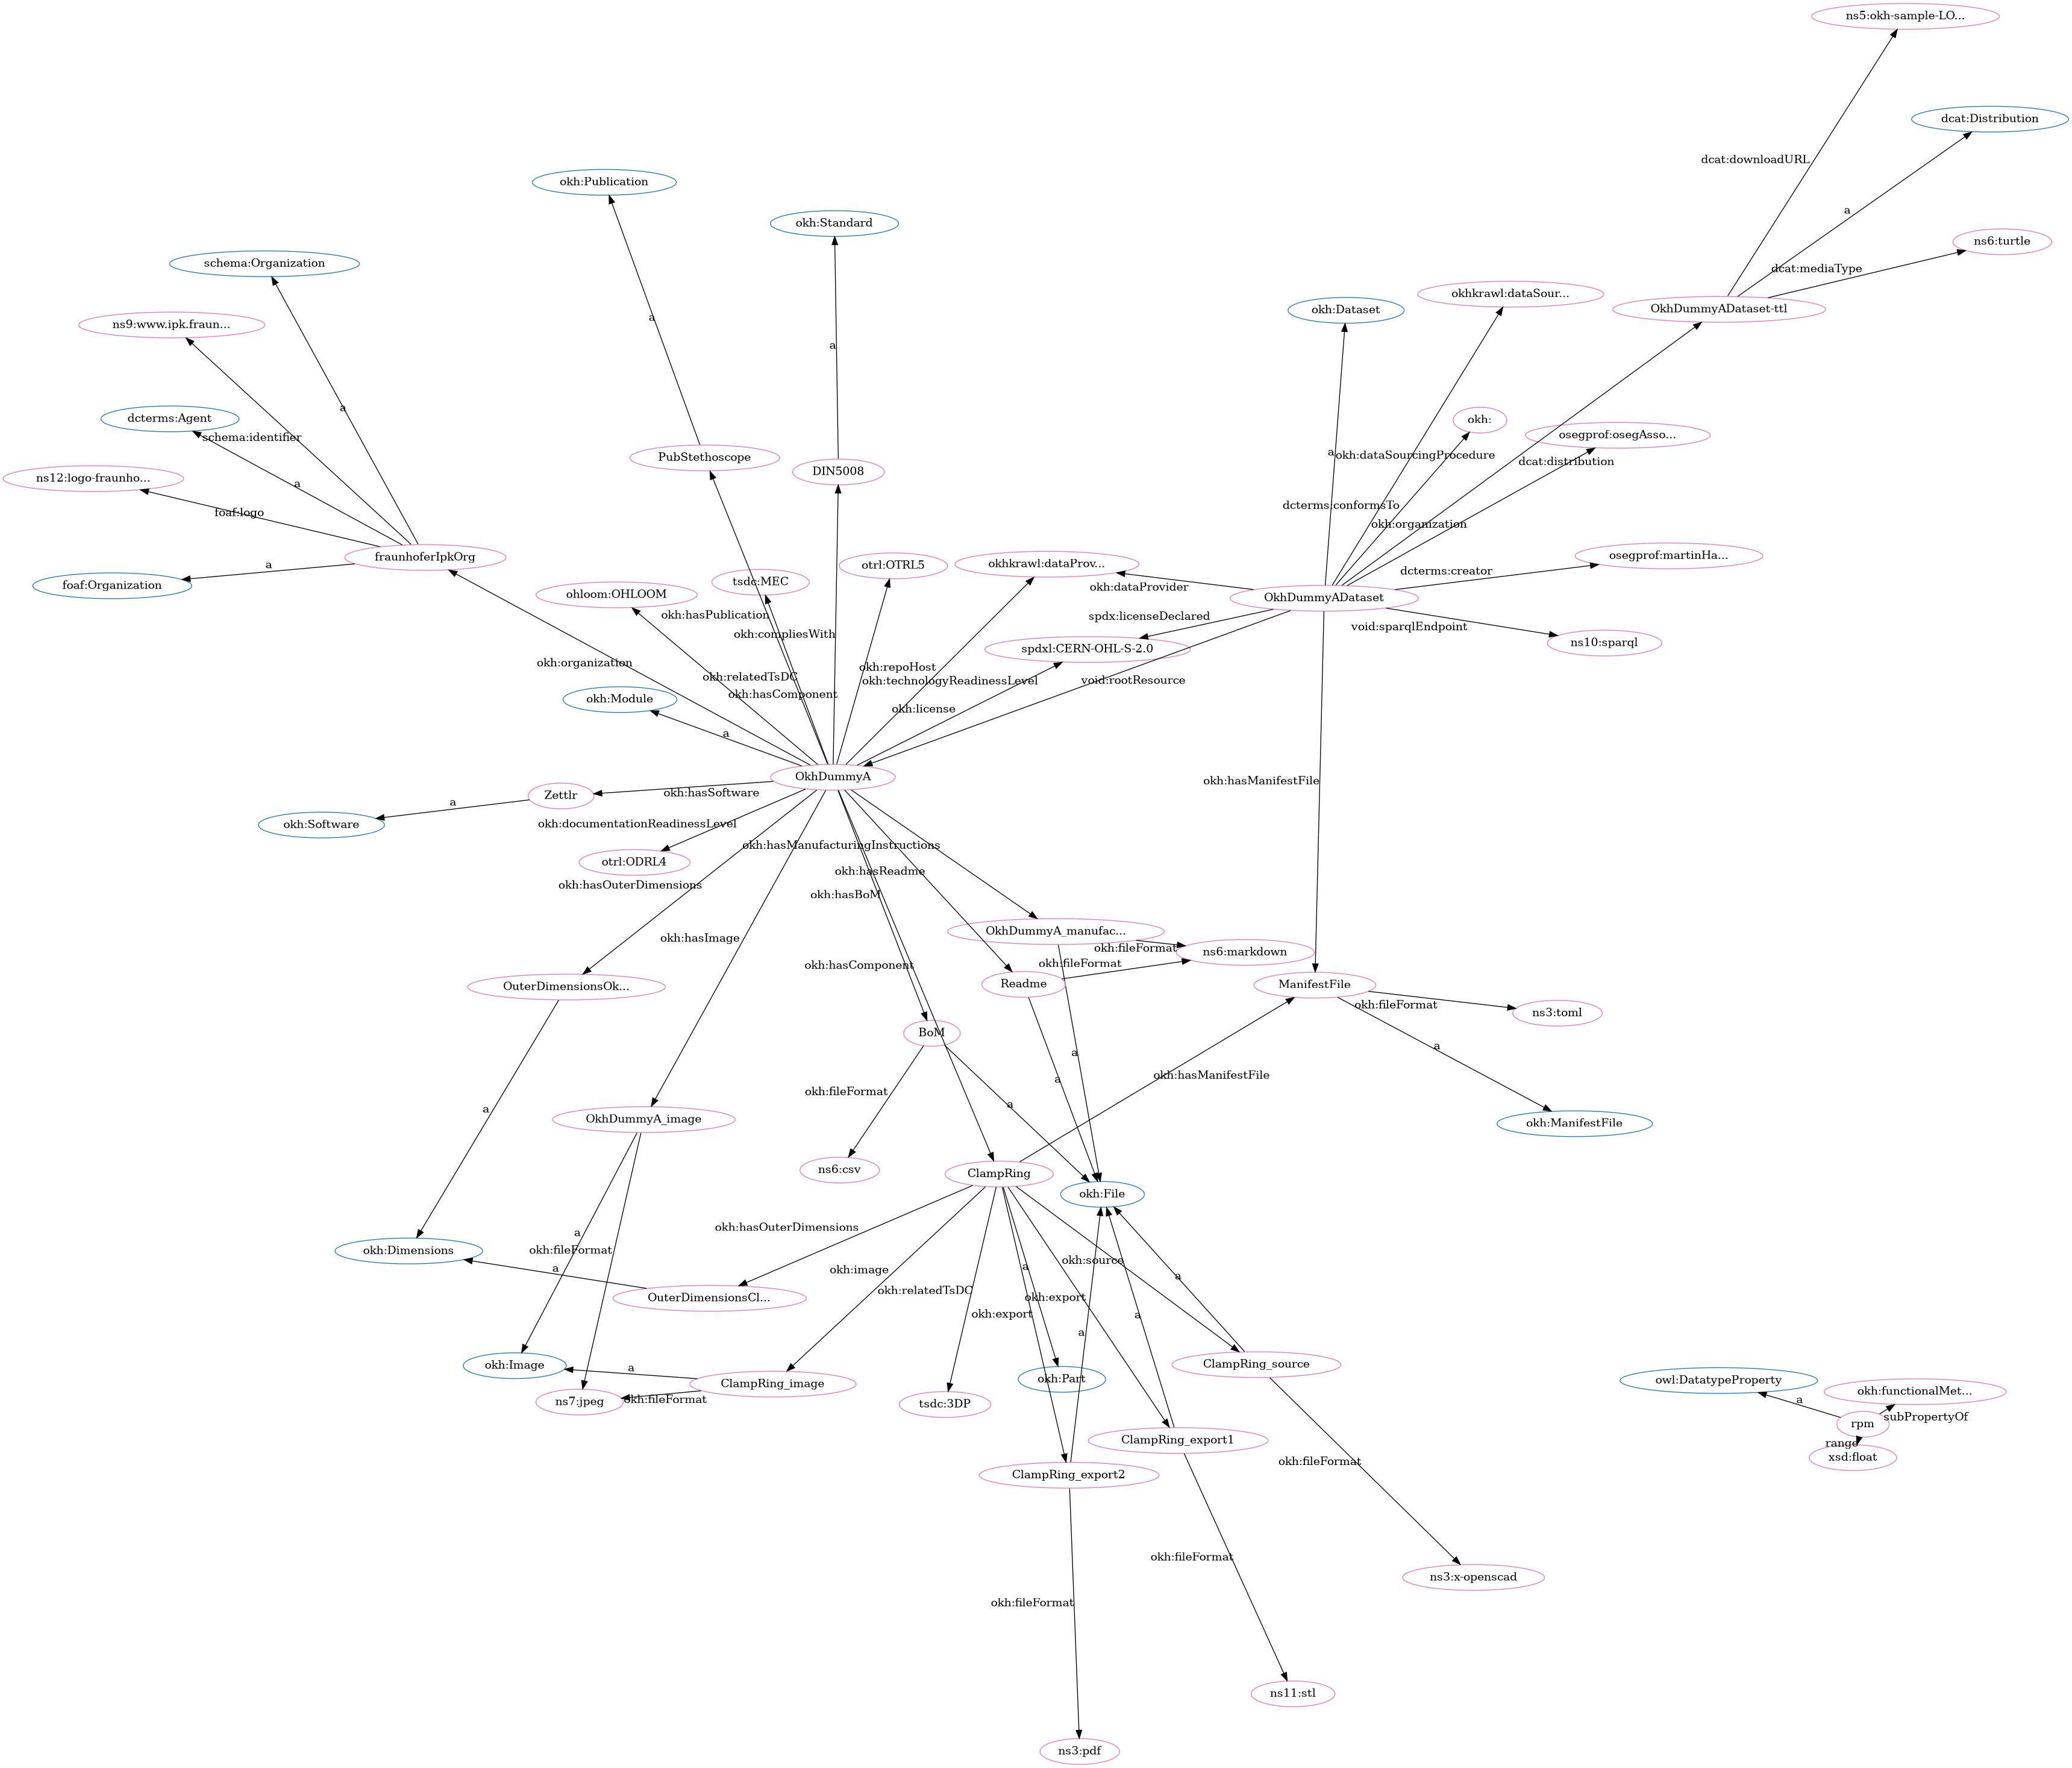 ns5:okh-sample-LO...
dcat:Distribution
dcat:downloadURL
okh:Publication
a
okh:Standard
ns6:turtle
schema:Organization
dcat:mediaType
okhkrawl:dataSour...
okh:Dataset
OkhDummyADataset-ttl
a
ns9:www.ipk.fraun...
a
a
dcterms:Agent
okh:
osegprof:osegAsso...
schema:identifier
a
okh:dataSourcingProcedure
PubStethoscope
dcat:distribution
DIN5008
ns12:logo-fraunho...
a
dcterms:conformsTo
foaf:logo
okh:organization
fraunhoferIpkOrg
osegprof:martinHa...
a
otrl:OTRL5
okhkrawl:dataProv...
dcterms:creator
foaf:Organization
tsdc:MEC
okh:dataProvider
ohloom:OHLOOM
OkhDummyADataset
okh:hasPublication
spdx:licenseDeclared
void:sparqlEndpoint
okh:compliesWith
ns10:sparql
spdxl:CERN-OHL-S-2.0
okh:organization
okh:repoHost
okh:relatedTsDC
okh:technologyReadinessLevel
void:rootResource
okh:hasComponent
okh:Module
okh:license
a
OkhDummyA
okh:hasManifestFile
okh:hasSoftware
Zettlr
a
okh:Software
okh:documentationReadinessLevel
okh:hasManufacturingInstructions
otrl:ODRL4
okh:hasReadme
okh:hasOuterDimensions
okh:hasBoM
OkhDummyA_manufac...
okh:hasImage
okh:fileFormat
ns6:markdown
okh:hasComponent
okh:fileFormat
OuterDimensionsOk...
Readme
ManifestFile
okh:fileFormat
ns3:toml
BoM
a
a
okh:hasManifestFile
a
okh:fileFormat
a
a
OkhDummyA_image
okh:ManifestFile
ns6:csv
ClampRing
okh:File
okh:hasOuterDimensions
a
okh:fileFormat
okh:Dimensions
a
okh:image
a
okh:source
a
okh:relatedTsDC
okh:export
OuterDimensionsCl...
okh:export
a
a
okh:Image
a
ClampRing_source
ClampRing_image
okh:Part
owl:DatatypeProperty
okh:functionalMet...
ns7:jpeg
okh:fileFormat
tsdc:3DP
a
subPropertyOf
rpm
ClampRing_export1
range
xsd:float
okh:fileFormat
ClampRing_export2
okh:fileFormat
ns3:x-openscad
okh:fileFormat
ns11:stl
ns3:pdf